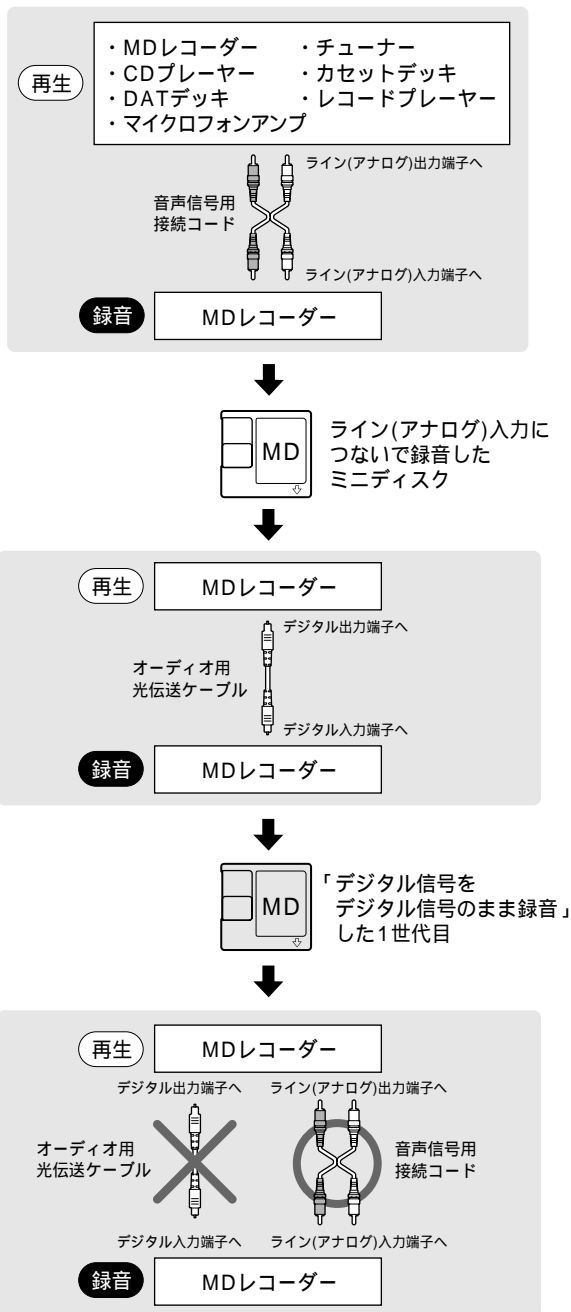 再生
・MDレコーダー ・チューナー
・CDプレーヤー ・カセットデッキ
・DATデッキ ・レコードプレーヤー
・マイクロフォンアンプ
ライン(アナログ)出力端子へ
音声信号用
接続コード
ライン(アナログ)入力端子へ
録音 MDレコーダー
MD
ライン(アナログ)入力に
つないで録音した
ミニディスク
再生 MDレコーダー
デジタル出力端子へ
オーディオ用
光伝送ケーブル
デジタル入力端子へ
録音 MDレコーダー
MD
「デジタル信号を
デジタル信号のまま録音」
した1世代目
再生 MDレコーダー
デジタル出力端子へ ライン(アナログ)出力端子へ
オーディオ用
光伝送ケーブル
音声信号用
接続コード
デジタル入力端子へ ライン(アナログ)入力端子へ
録音 MDレコーダー